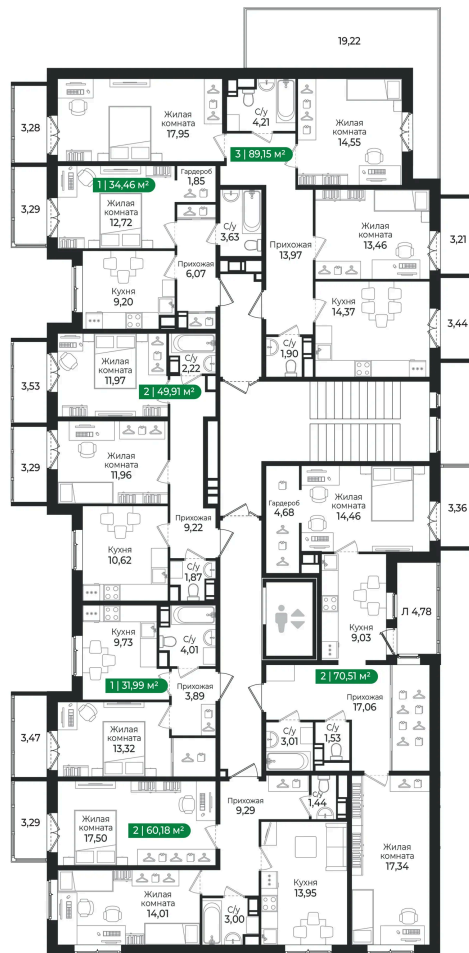 19,22
3,28
Жилая
комната
17,95
С/у
4,21
Жилая
комната
14,55
3 | 89,15 м²
1 | 34,46 м²
Гардероб
1,85
3,29
Жилая
комната
12,72
С/у
3,63
Прихожая
13,97
Жилая
комната
13,46
3,21
Прихожая
6,07
Кухня
9,20
Кухня
14,37
3,44
С/у
1,90
3,53
Жилая
комната
11,97
С/у
2,22
2 | 49,91 м²
3,29
Жилая
комната
11,96
Гардероб
4,68
Жилая
комната
14,46
3,36
Прихожая
9,22
Кухня
10,62
С/у
1,87
Л 4,78
Кухня
9,03
Кухня
9,73
С/у
4,01
1 | 31,99 м²
Прихожая
3,89
2 | 70,51 м²
Прихожая
17,06
3,47
Жилая
комната
13,32
С/у
3,01
С/у
1,53
3,29
Жилая
комната
17,50
2 | 60,18 м²
Прихожая
9,29
С/у
1,44
Жилая
комната
17,34
Кухня
13,95
Жилая
комната
14,01
С/у
3,00